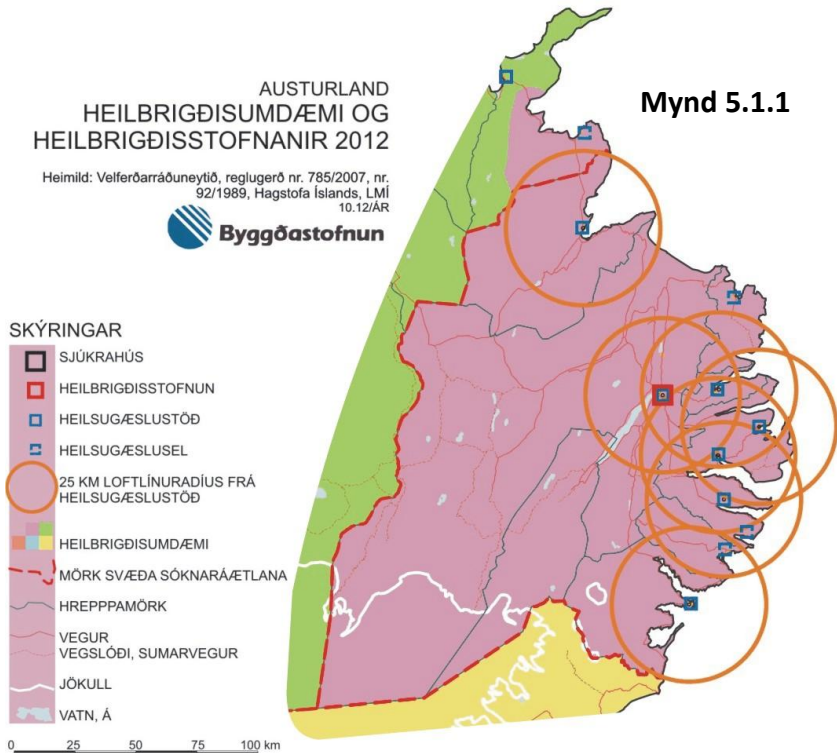 AUSTURLAND
HEILBRIGÐISUMDÆMI OG
HEILBRIGÐISSTOFNANIR 2012
Heimild: Velferðarráðuneytið, reglugerð nr. 785/2007, nr.
92/1989, Hagstofa Íslands, LMÍ
10.12/ÁR
Byggðastofnun
Mynd 5.1.1
SKÝRINGAR
SJÚKRAHÚS
HEILBRIGÐISSTOFNUN
HEILSUGÆSLUSTÖÐ
HEILSUGÆSLUSEL
25 KM LOFTLÍNURADÍUS FRÁ
HEILSUGÆSLUSTÖÐ
HEILBRIGÐISUMDÆMI
MÖRK SVÆÐA SÓKNARÁÆTLANA
HREPPPAMÖRK
VEGUR
VEGSLÓÐI, SUMARVEGUR
JÖKULL
VATN, Á
0 25 50 75 100 km